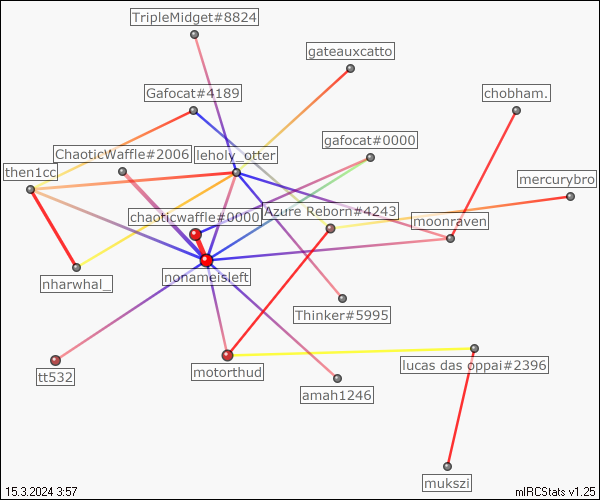 TripleMidget#8824
gateauxcatto
Gafocat#4189
chobham.
gafocat#0000
ChaoticWaffle#2006
leholy_otter
then1cc
mercurybro
chaoticwaffle#0000
Azure Reborn#4243
moonraven
nonameisleft
nharwhal_
Thinker#5995
motorthud
lucas das oppai#2396
tt532
amah1246
mukszi
15.3.2024 3:57
mIRCStats v1.25